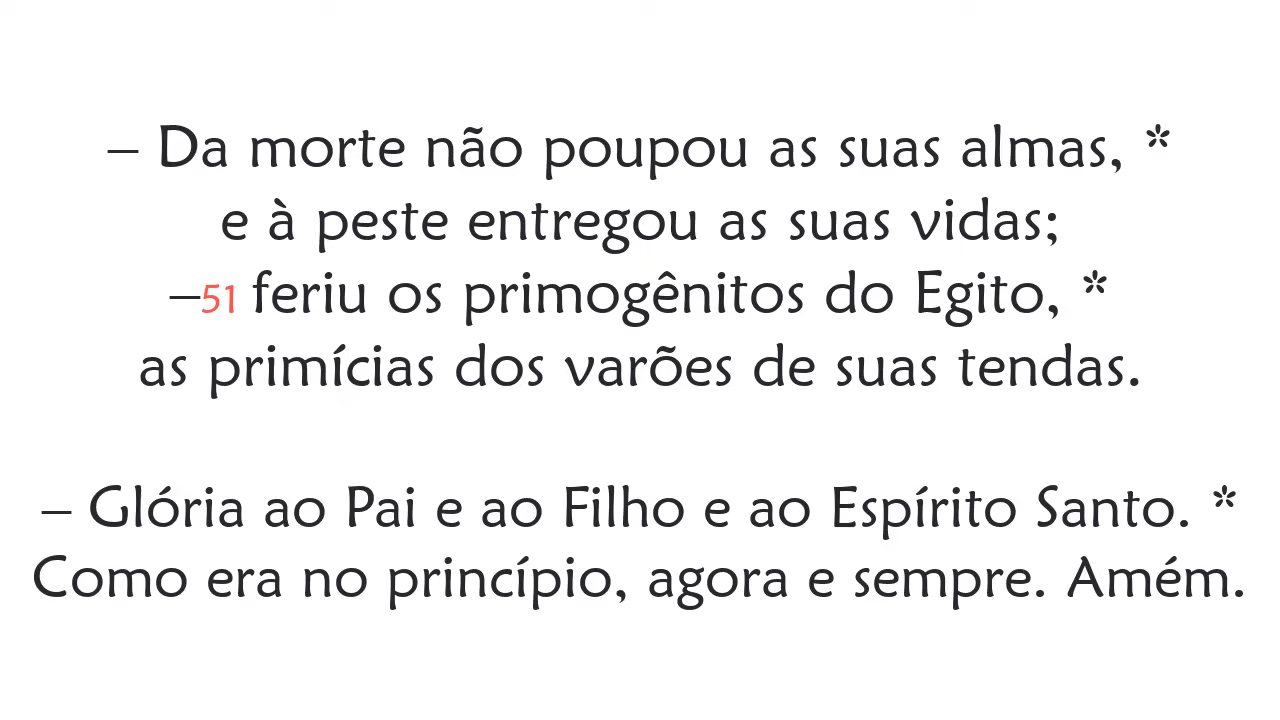 – Da morte não poupou as suas almas, *
e à peste entregou as suas vidas;
–51 feriu os primogênitos do Egito, *
as primícias dos varões de suas tendas.
– Glória ao Pai e ao Filho e ao Espírito Santo. *
Como era no princípio, agora e sempre. Amém.